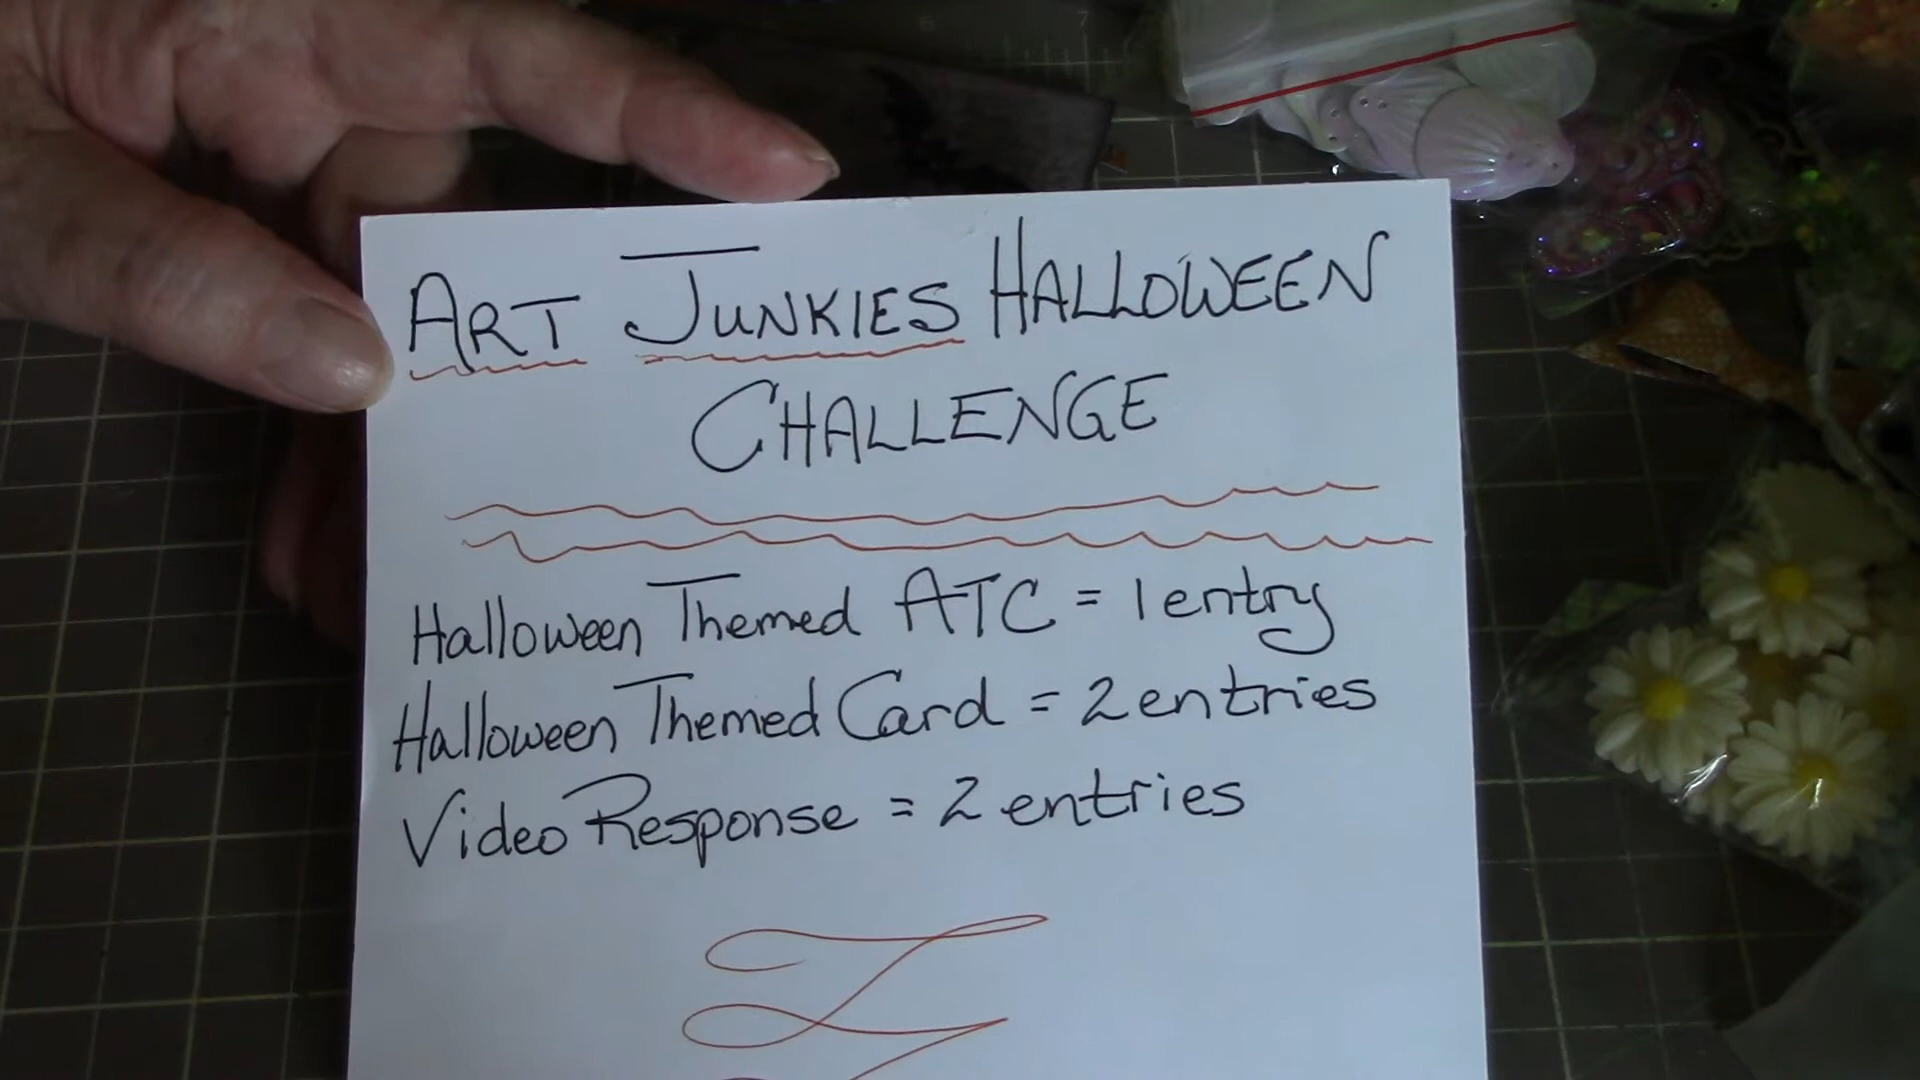 ART JUNKIES HALLOWEEN
CHALLENGE
Halloween Themed ATC = 1 entry
Halloween Themed Card = 2 entries
Video Response = 2 entries